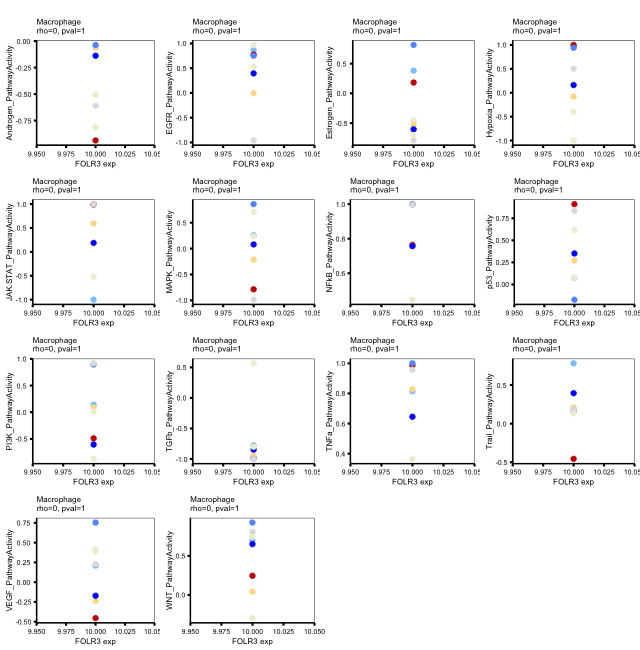 Macrophage
rho=0, pval=1
Androgen_PathwayActivity
0.00
-0.25
-0.50
-0.75
9.950 9.975 10.000 10.025 10.05
FOLR3 exp
Macrophage
rho=0, pval=1
EGFR_PathwayActivity
1.0
0.5
0.0
-0.5
-1.0
9.950 9.975 10.000 10.025 10.05
FOLR3 exp
Macrophage
rho=0, pval=1
Estrogen_PathwayActivity
0.5
0.0
-0.5
9.950 9.975 10.000 10.025 10.05
FOLR3 exp
Macrophage
rho=0, pval=1
Hypoxia_PathwayActivity
1.0
0.5
0.0
-0.5
-1.0
9.950 9.975 10.000 10.025 10.05
FOLR3 exp
Macrophage
rho=0, pval=1
JAK.STAT_PathwayActivity
1.0
0.5
0.0
-0.5
-1.0
9.950 9.975 10.000 10.025 10.05
FOLR3 exp
Macrophage
rho=0, pval=1
MAPK_PathwayActivity
0.5
0.0
-0.5
-1.0
9.950 9.975 10.000 10.025 10.05
FOLR3 exp
Macrophage
rho=0, pval=1
NFkB_PathwayActivity
1.0
0.8
0.6
9.950 9.975 10.000 10.025 10.05
FOLR3 exp
Macrophage
rho=0, pval=1
p53_PathwayActivity
0.75
0.50
0.25
0.00
9.950 9.975 10.000 10.025 10.05
FOLR3 exp
Macrophage
rho=0, pval=1
PI3K_PathwayActivity
1.0
0.5
0.0
-0.5
9.950 9.975 10.000 10.025 10.05
FOLR3 exp
Macrophage
rho=0, pval=1
TGFb_PathwayActivity
0.5
0.0
-0.5
-1.0
9.950 9.975 10.000 10.025 10.05
FOLR3 exp
Macrophage
rho=0, pval=1
TNFa_PathwayActivity
1.0
0.8
0.6
0.4
9.950 9.975 10.000 10.025 10.05
FOLR3 exp
Macrophage
rho=0, pval=1
Trail_PathwayActivity
0.5
0.0
-0.5
9.950 9.975 10.000 10.025 10.05
FOLR3 exp
Macrophage
rho=0, pval=1
VEGF_PathwayActivity
0.75
0.50
0.25
0.00
-0.25
-0.50
9.950 9.975 10.000 10.025 10.05
FOLR3 exp
Macrophage
rho=0, pval=1
WNT_PathwayActivity
0.5
0.0
9.950 9.975 10.000 10.025 10.050
FOLR3 exp